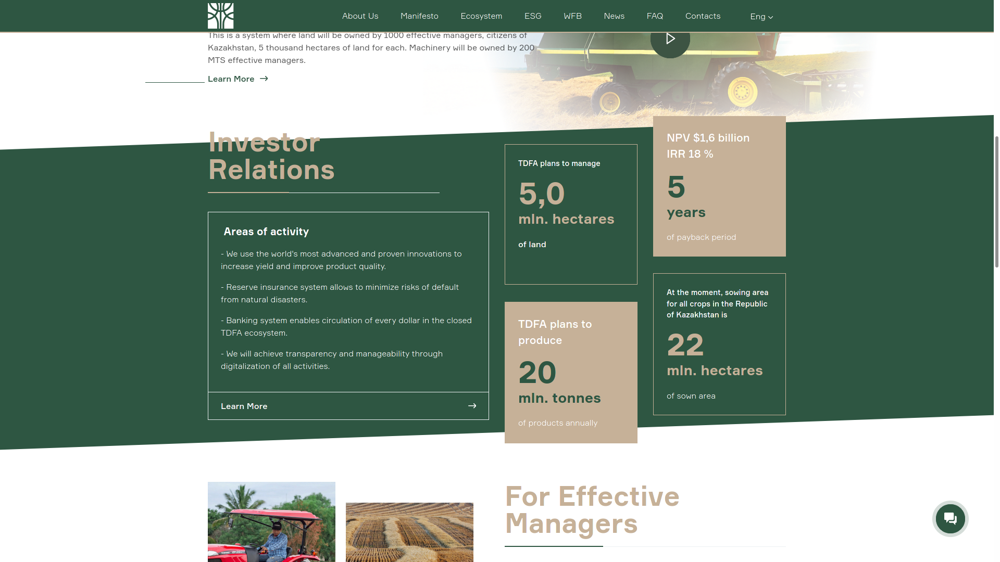 About Us Manifesto Ecosystem ESG WFB News FAQ Contacts Eng
This is a system where land will be owned by 1000 effective managers, citizens of
Kazakhstan, 5 thousand hectares of land for each. Machinery will be owned by 200
MTS effective managers.
Learn More
Investor
Relations
Areas of activity
- We use the world's most advanced and proven innovations to
increase yield and improve product quality.
- Reserve insurance system allows to minimize risks of default
from natural disasters.
- Banking system enables circulation of every dollar in the closed
TDFA ecosystem.
- We will achieve transparency and manageability through
digitalization of all activities.
Learn More
TDFA plans to manage
5,0
mln. hectares
of land
TDFA plans to
produce
20
mln. tonnes
of products annually
NPV $1,6 billion
IRR 18 %
5
years
of payback period
At the moment, sowing area
for all crops in the Republic
of Kazakhstan is
22
mln. hectares
of sown area
For Effective
Managers